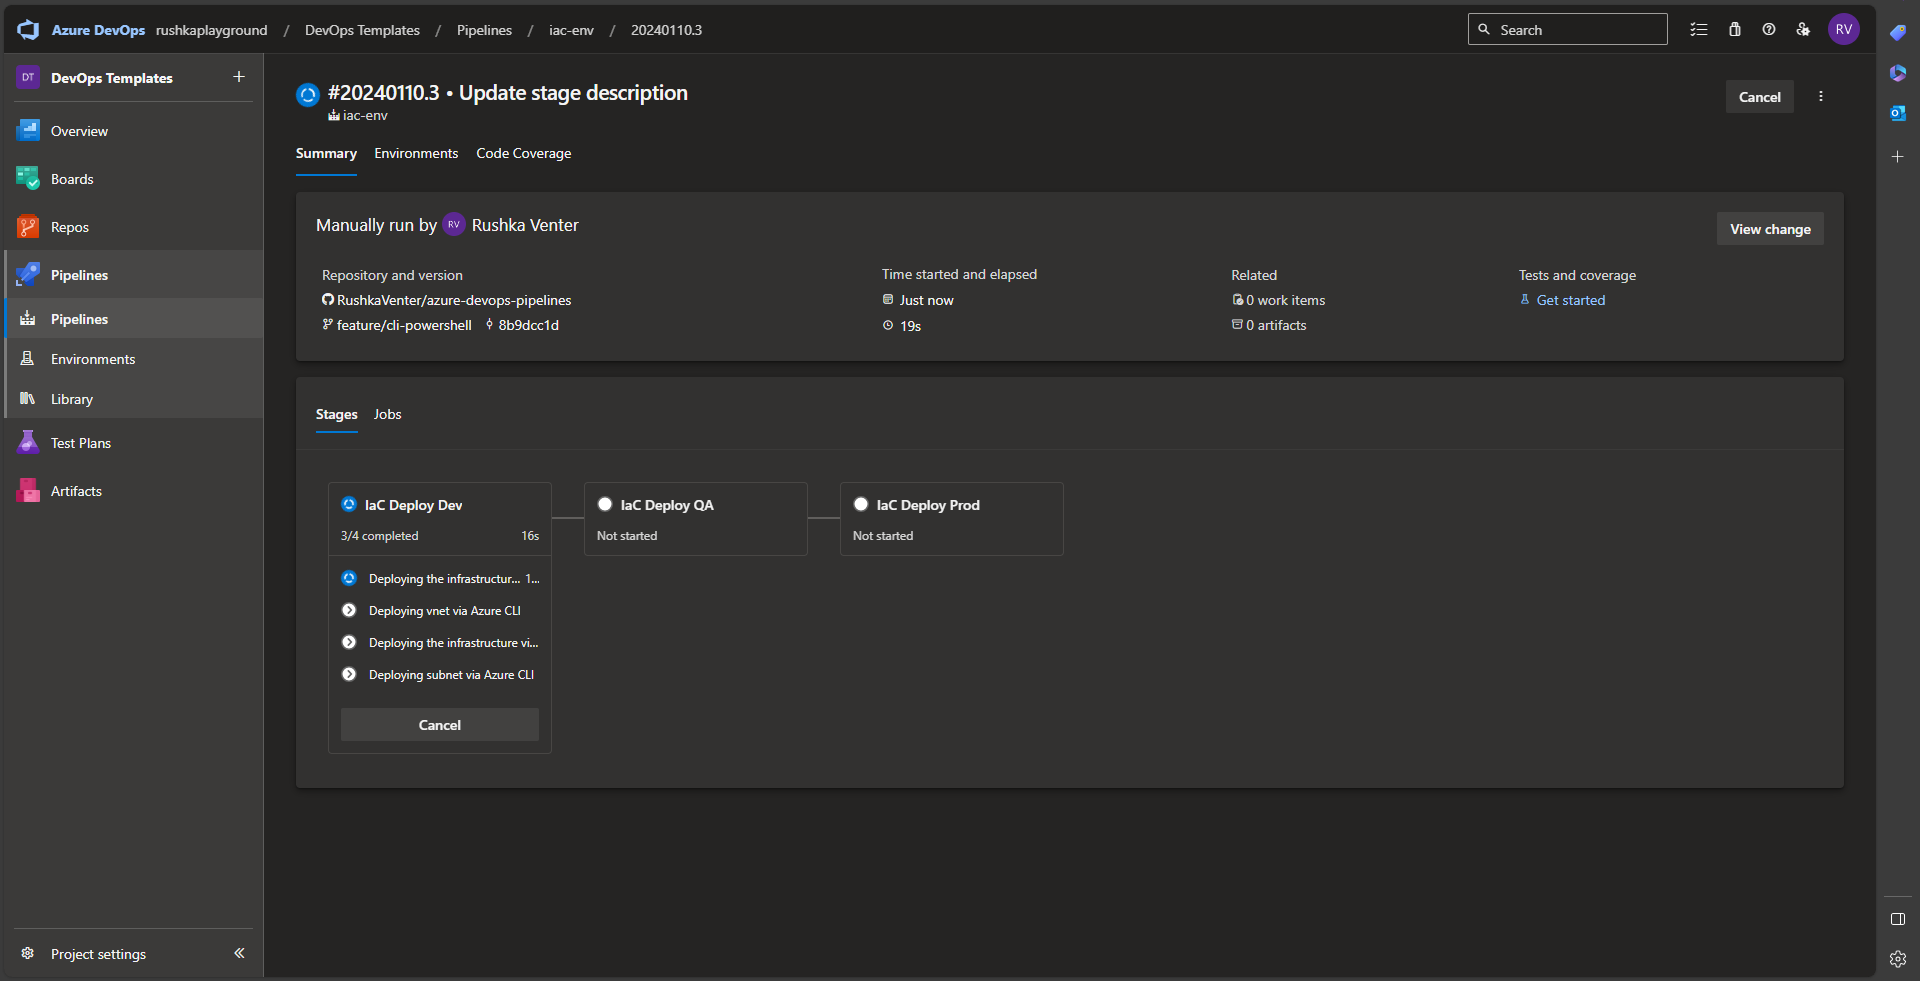 Azure DevOps rushkaplayground / DevOps Templates / Pipelines / iac-env / 20240110.3
Search
RV
DT DevOps Templates
Overview
Boards
Repos
Pipelines
Pipelines
Environments
Library
Test Plans
Artifacts
Project settings
#20240110.3 • Update stage description
iac-env
Cancel
Summary Environments Code Coverage
Manually run by RV Rushka Venter
View change
Repository and version
RushkaVenter/azure-devops-pipelines
feature/cli-powershell 8b9dcc1d
Time started and elapsed
Just now
19s
Related
0 work items
0 artifacts
Tests and coverage
Get started
Stages Jobs
IaC Deploy Dev
3/4 completed 16s
Deploying the infrastructur... 1...
Deploying vnet via Azure CLI
Deploying the infrastructure vi...
Deploying subnet via Azure CLI
Cancel
IaC Deploy QA
Not started
IaC Deploy Prod
Not started